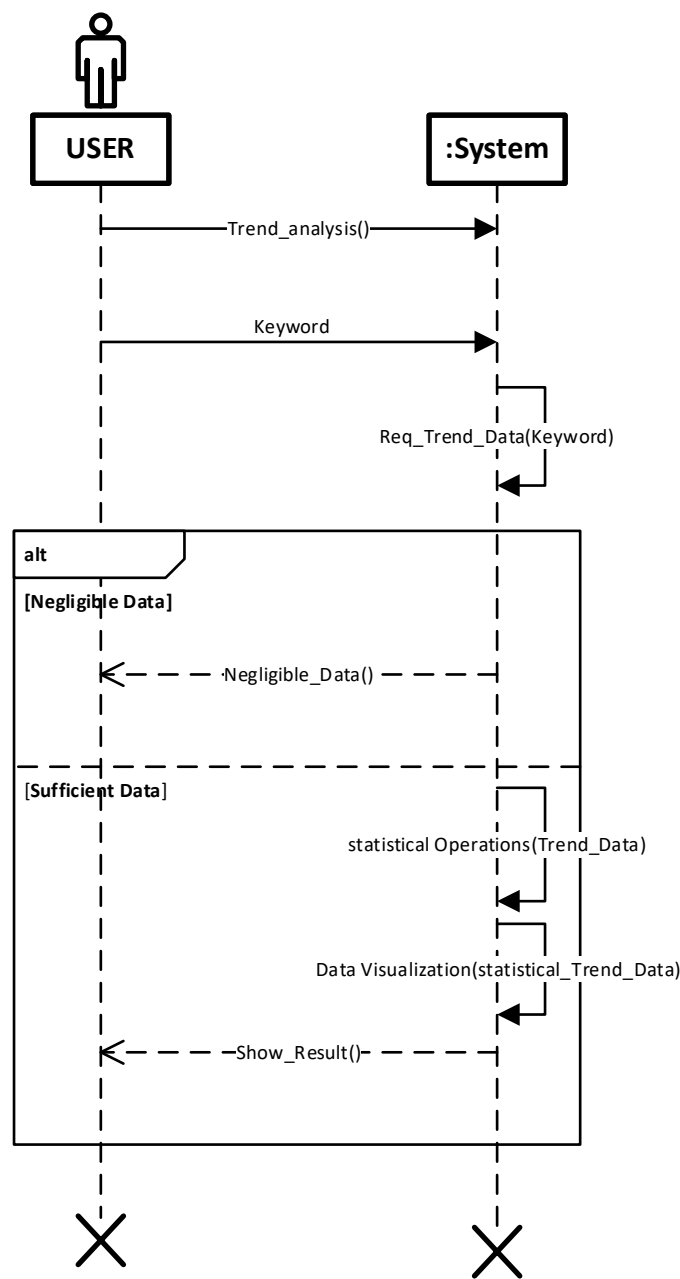 USER
:System
Trend_analysis()
Keyword
Req_Trend_Data(Keyword)
alt
[Negligible Data]
Negligible_Data()
[Sufficient Data]
statistical Operations(Trend_Data)
Data Visualization(statistical_Trend_Data)
Show_Result()